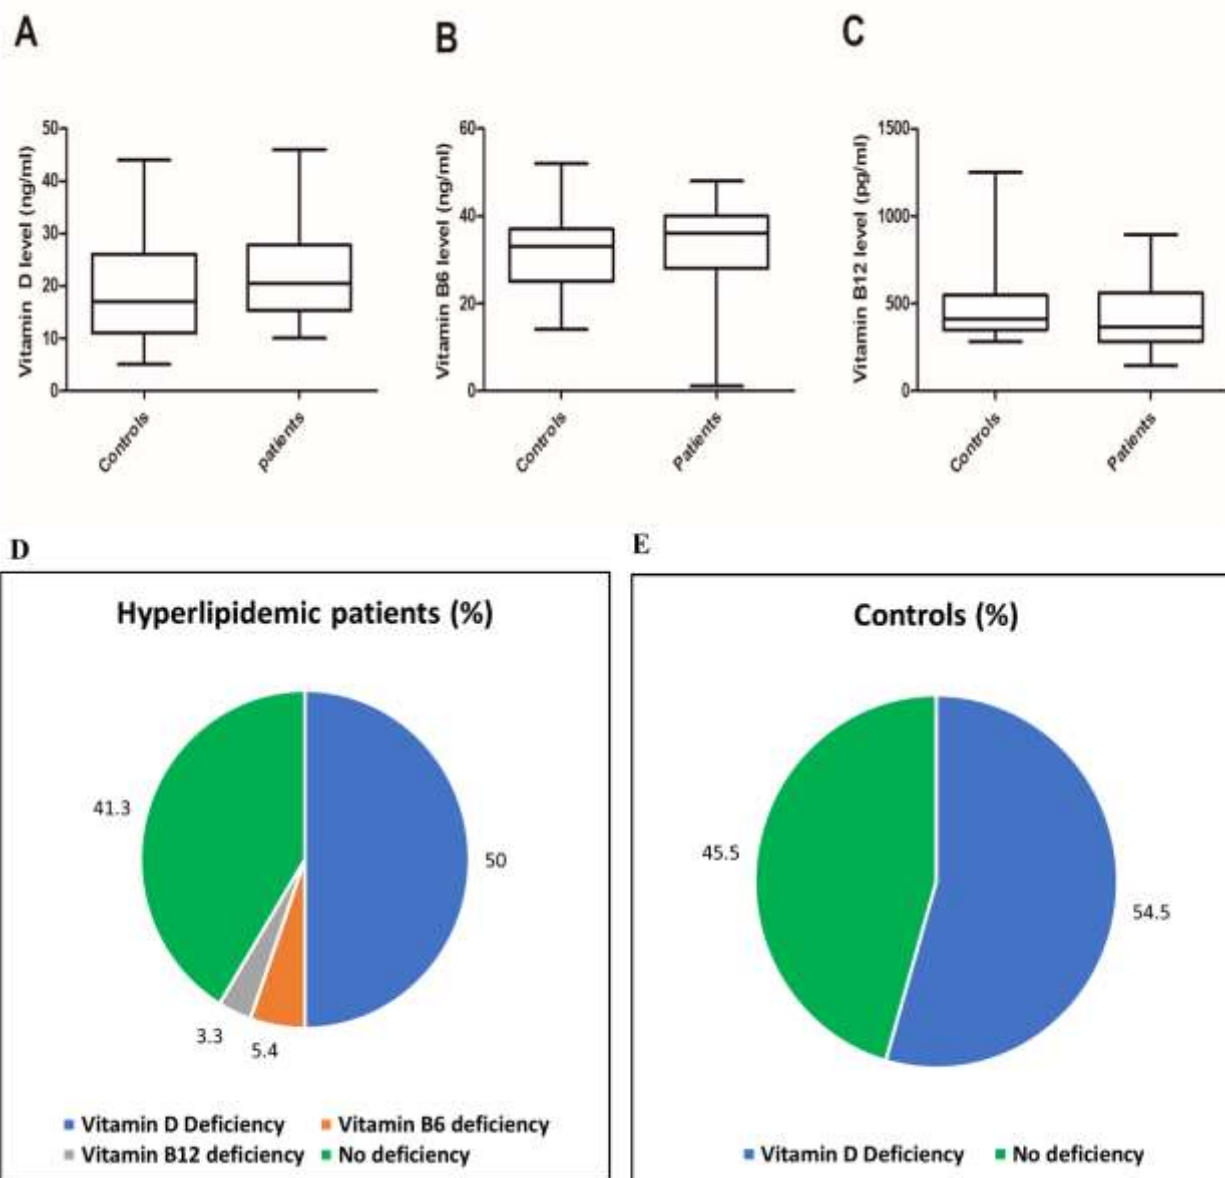 A
B
C
Vitamin D level (ng/ml)
50
40
30
20
10
0
Controls
patients
Vitamin B6 level (ng/ml)
60
40
20
0
Controls
Patients
Vitamin B12 level (pg/ml)
1500
1000
500
0
Controls
Patients
D
Hyperlipidemic patients (%)
41.3
50
3.3
5.4
Vitamin D Deficiency
Vitamin B6 deficiency
Vitamin B12 deficiency
No deficiency
E
Controls (%)
45.5
54.5
Vitamin D Deficiency
No deficiency